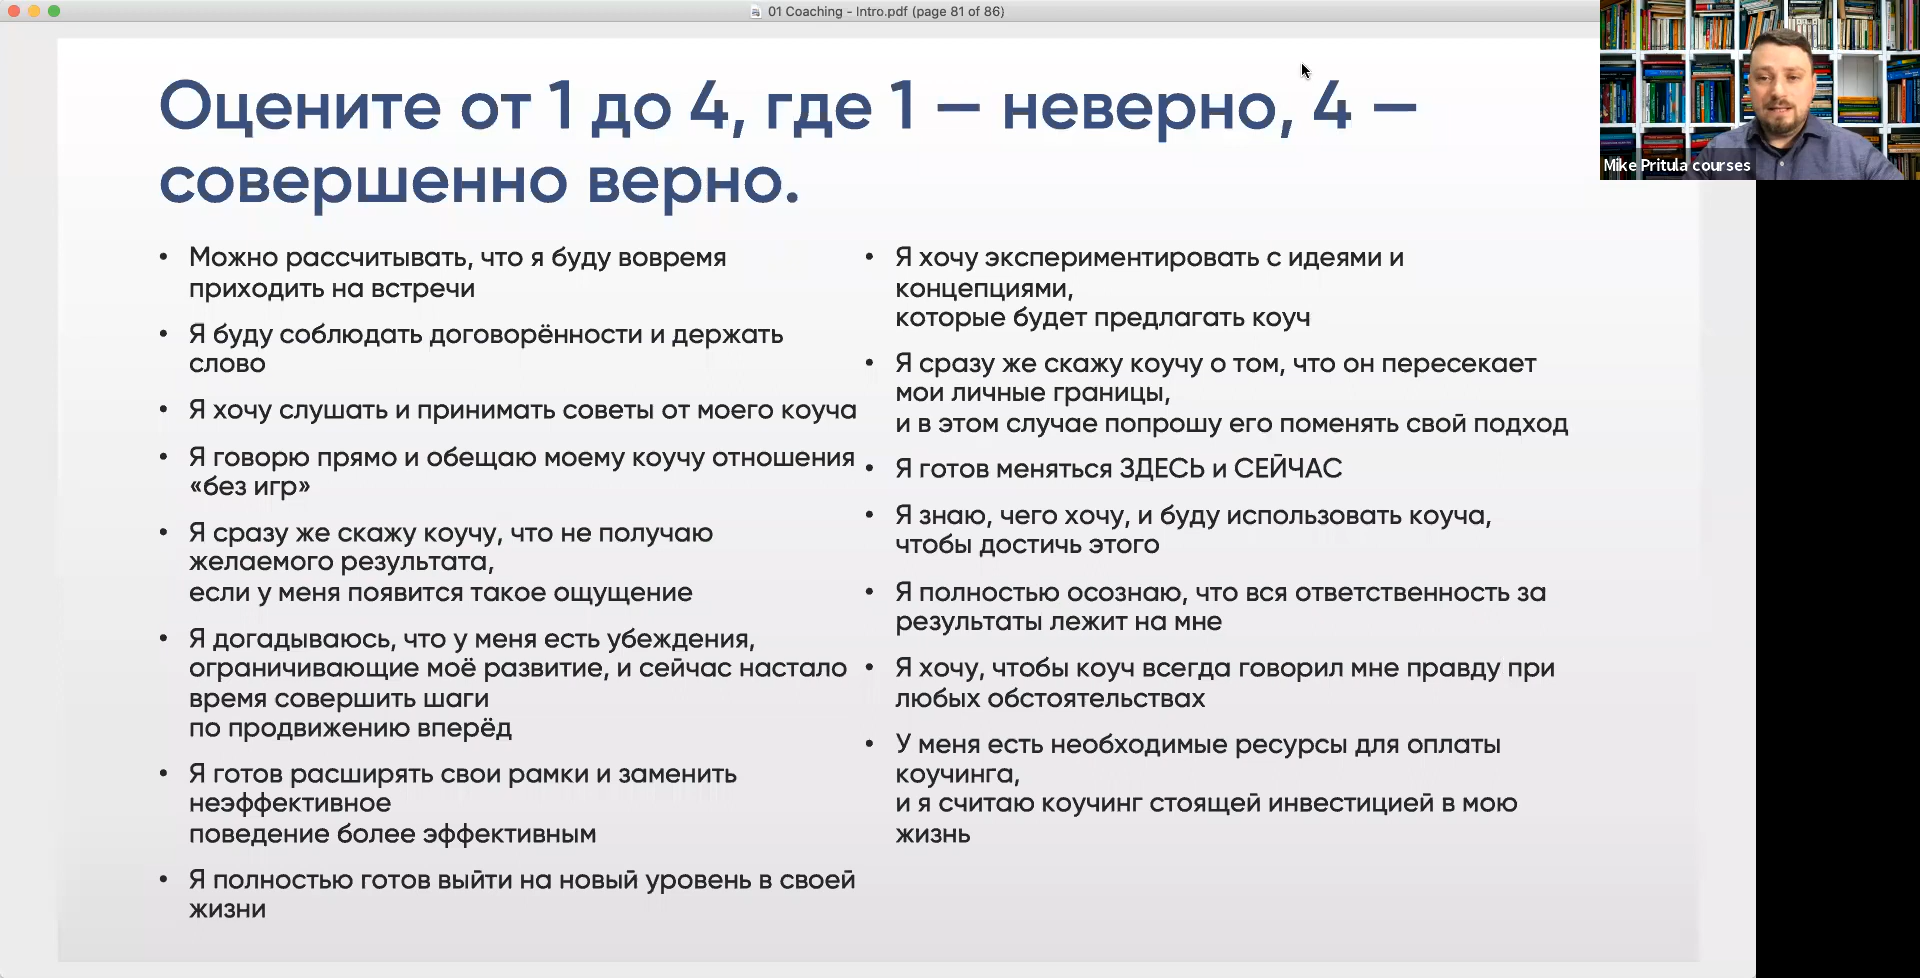 01 Coaching - Intro.pdf (page 81 of 86)
Mike Pritula courses
Оцените от 1 до 4, где 1 — неверно, 4 —
совершенно верно.
• Можно рассчитывать, что я буду вовремя
приходить на встречи
• Я буду соблюдать договорённости и держать
слово
• Я хочу слушать и принимать советы от моего коуча
• Я говорю прямо и обещаю моему коучу отношения
«без игр»
• Я сразу же скажу коучу, что не получаю
желаемого результата,
если у меня появится такое ощущение
• Я догадываюсь, что у меня есть убеждения,
ограничивающие моё развитие, и сейчас настало
время совершить шаги
по продвижению вперёд
• Я готов расширять свои рамки и заменить
неэффективное
поведение более эффективным
• Я полностью готов выйти на новый уровень в своей
жизни
• Я хочу экспериментировать с идеями и
концепциями,
которые будет предлагать коуч
• Я сразу же скажу коучу о том, что он пересекает
мои личные границы,
и в этом случае попрошу его поменять свой подход
• Я готов меняться ЗДЕСЬ и СЕЙЧАС
• Я знаю, чего хочу, и буду использовать коуча,
чтобы достичь этого
• Я полностью осознаю, что вся ответственность за
результаты лежит на мне
• Я хочу, чтобы коуч всегда говорил мне правду при
любых обстоятельствах
• У меня есть необходимые ресурсы для оплаты
коучинга,
и я считаю коучинг стоящей инвестицией в мою
жизнь